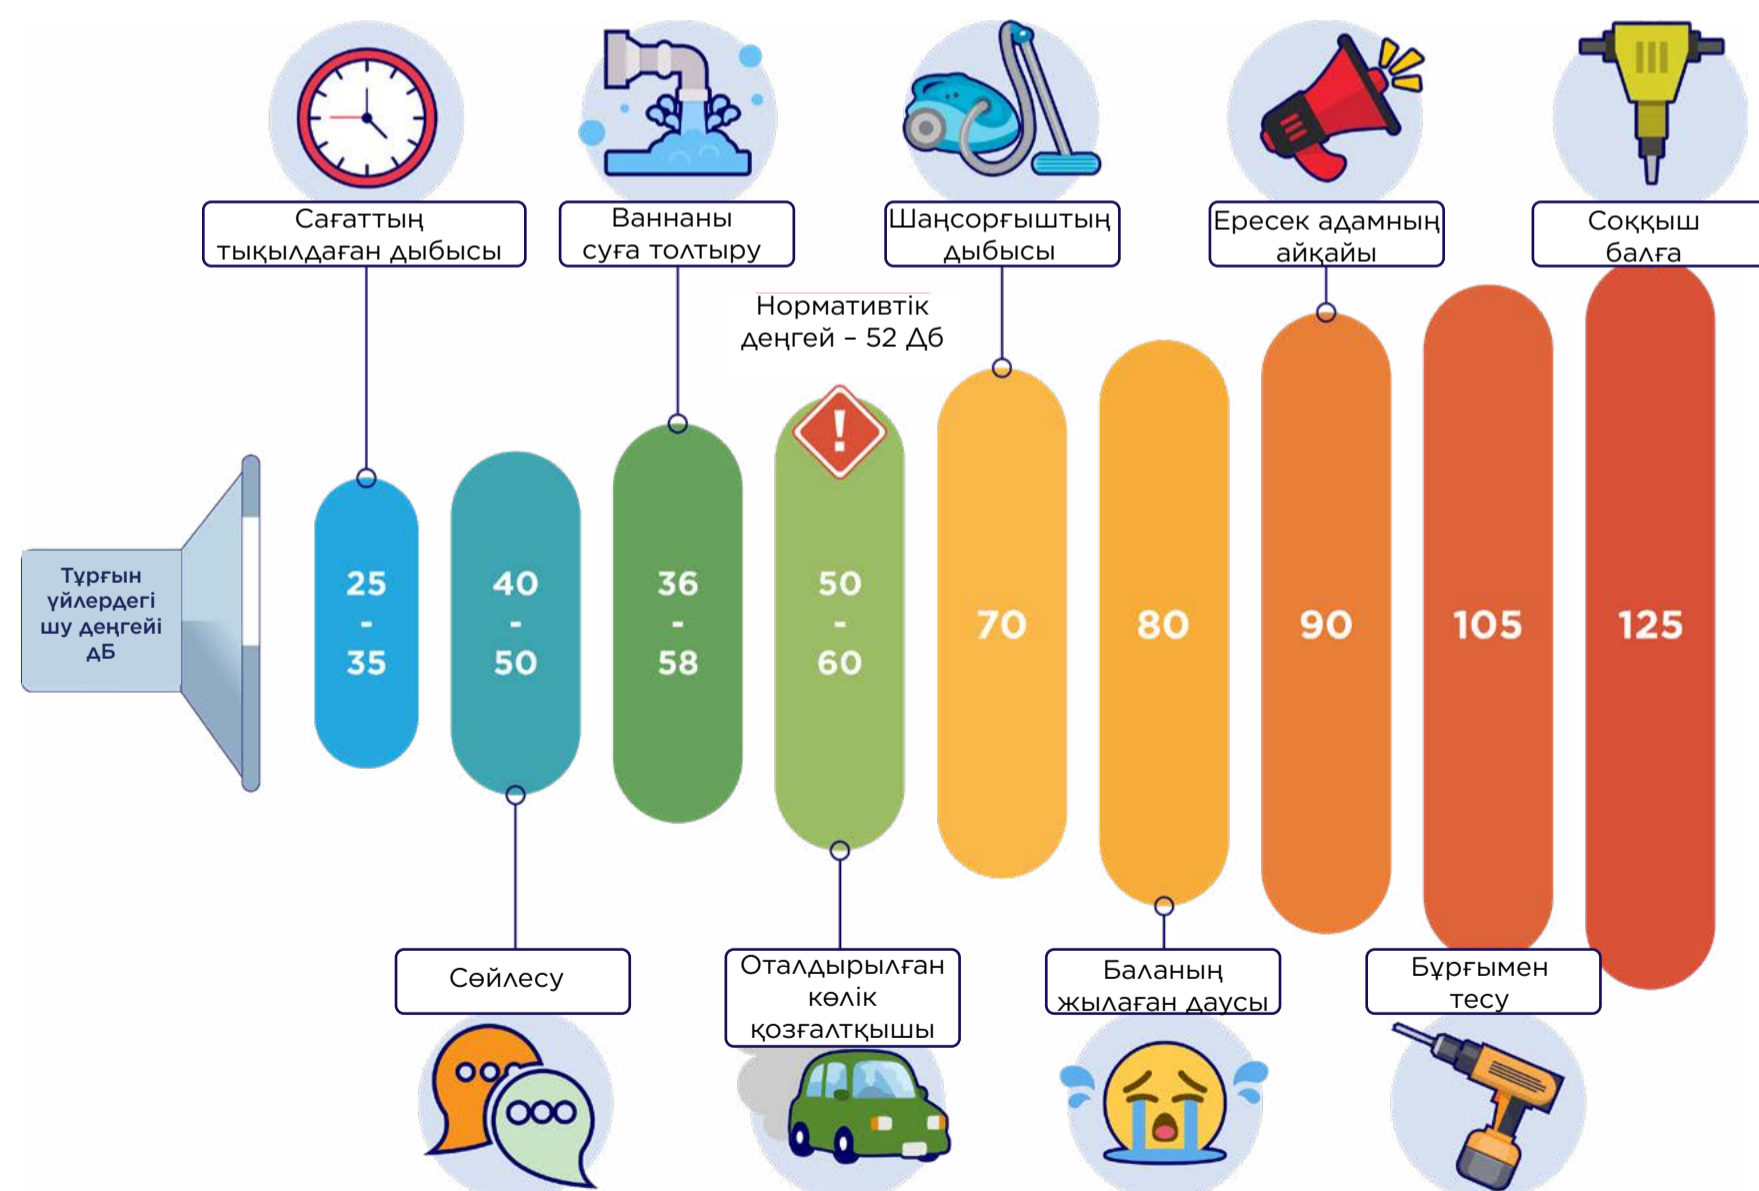 Сағаттың
тықылдаған дыбысы
Ваннаны
суға толтыру
Шаңсорғыштың
дыбысы
Ересек адамның
айқайы
Соққыш
балға
Нормативтік
деңгей – 52 Дб
!
Тұрғын
үйлердегі
шу деңгейі
дБ
25
-
35
40
-
50
36
-
58
50
-
60
70
80
90
105
125
Сөйлесу
Оталдырылған
көлік
қозғалтқышы
Баланың
жылаған даусы
Бұрғымен
тесу